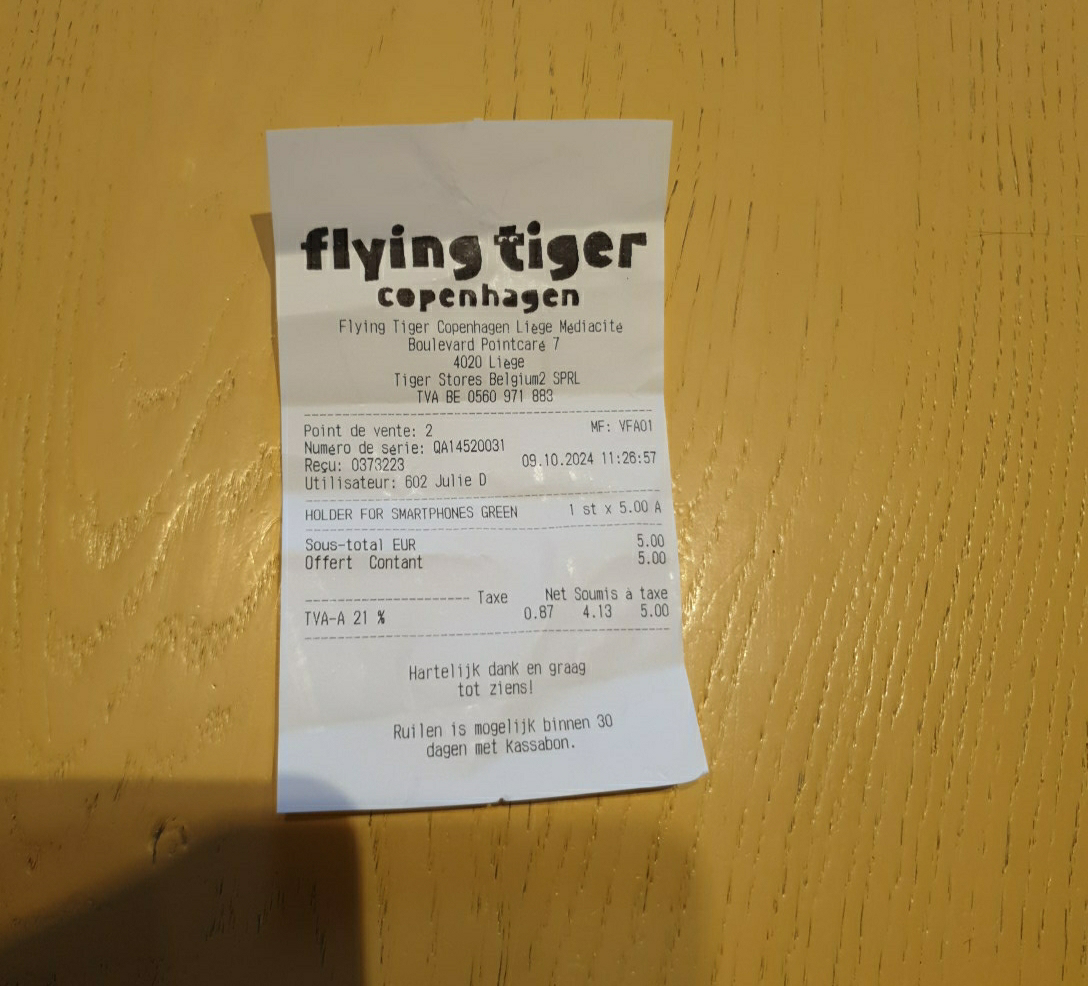 flying tiger
copenhagen
Flying Tiger Copenhagen Liège Médiacité
Boulevard Pointcaré 7
4020 Liège
Tiger Stores Belgium2 SPRL
TVA BE 0560 971 883
Point de vente: 2 MF: VFA01
Numéro de série: QA14520031
Reçu: 0373223 09.10.2024 11:26:57
Utilisateur: 602 Julie D
HOLDER FOR SMARTPHONES GREEN 1 st x 5.00 A
Sous-total EUR 5.00
Offert Contant 5.00
Taxe Net Soumis à taxe
TVA-A 21 % 0.87 4.13 5.00
Hartelijk dank en graag
tot ziens!
Ruilen is mogelijk binnen 30
dagen met Kassabon.